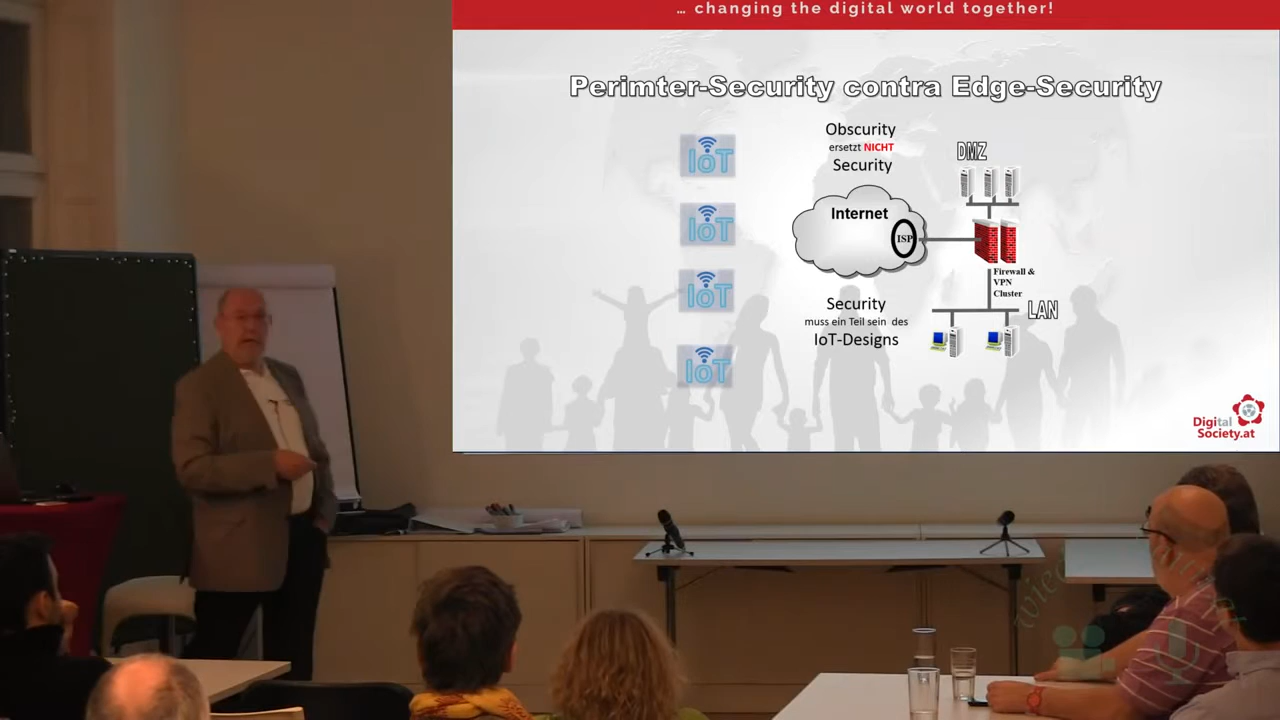 … changing the digital world together!
Perimter-Security contra Edge-Security
IoT
IoT
IoT
IoT
Obscurity
ersetzt NICHT
Security
Internet
ISP
DMZ
Firewall &
VPN
Cluster
LAN
Security
muss ein Teil sein des
IoT-Designs
Digital
Society.at